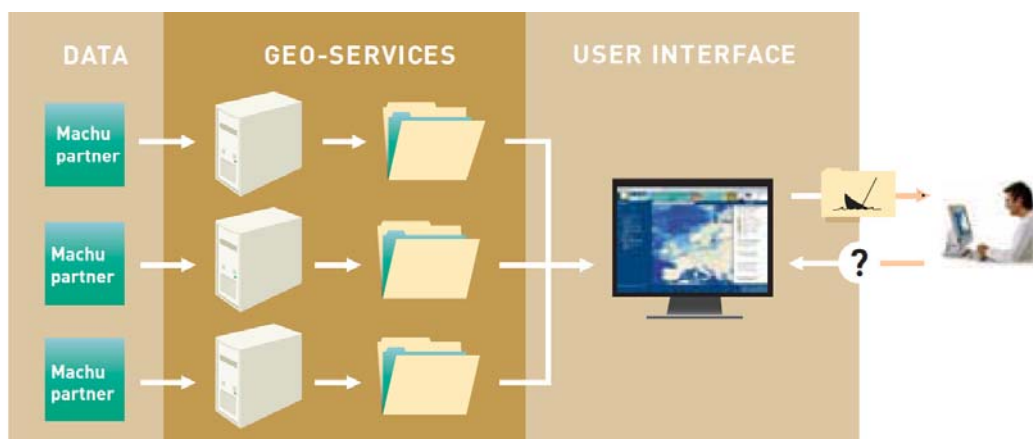 DATA
GEO-SERVICES
USER INTERFACE
Machu
partner
Machu
partner
Machu
partner
?